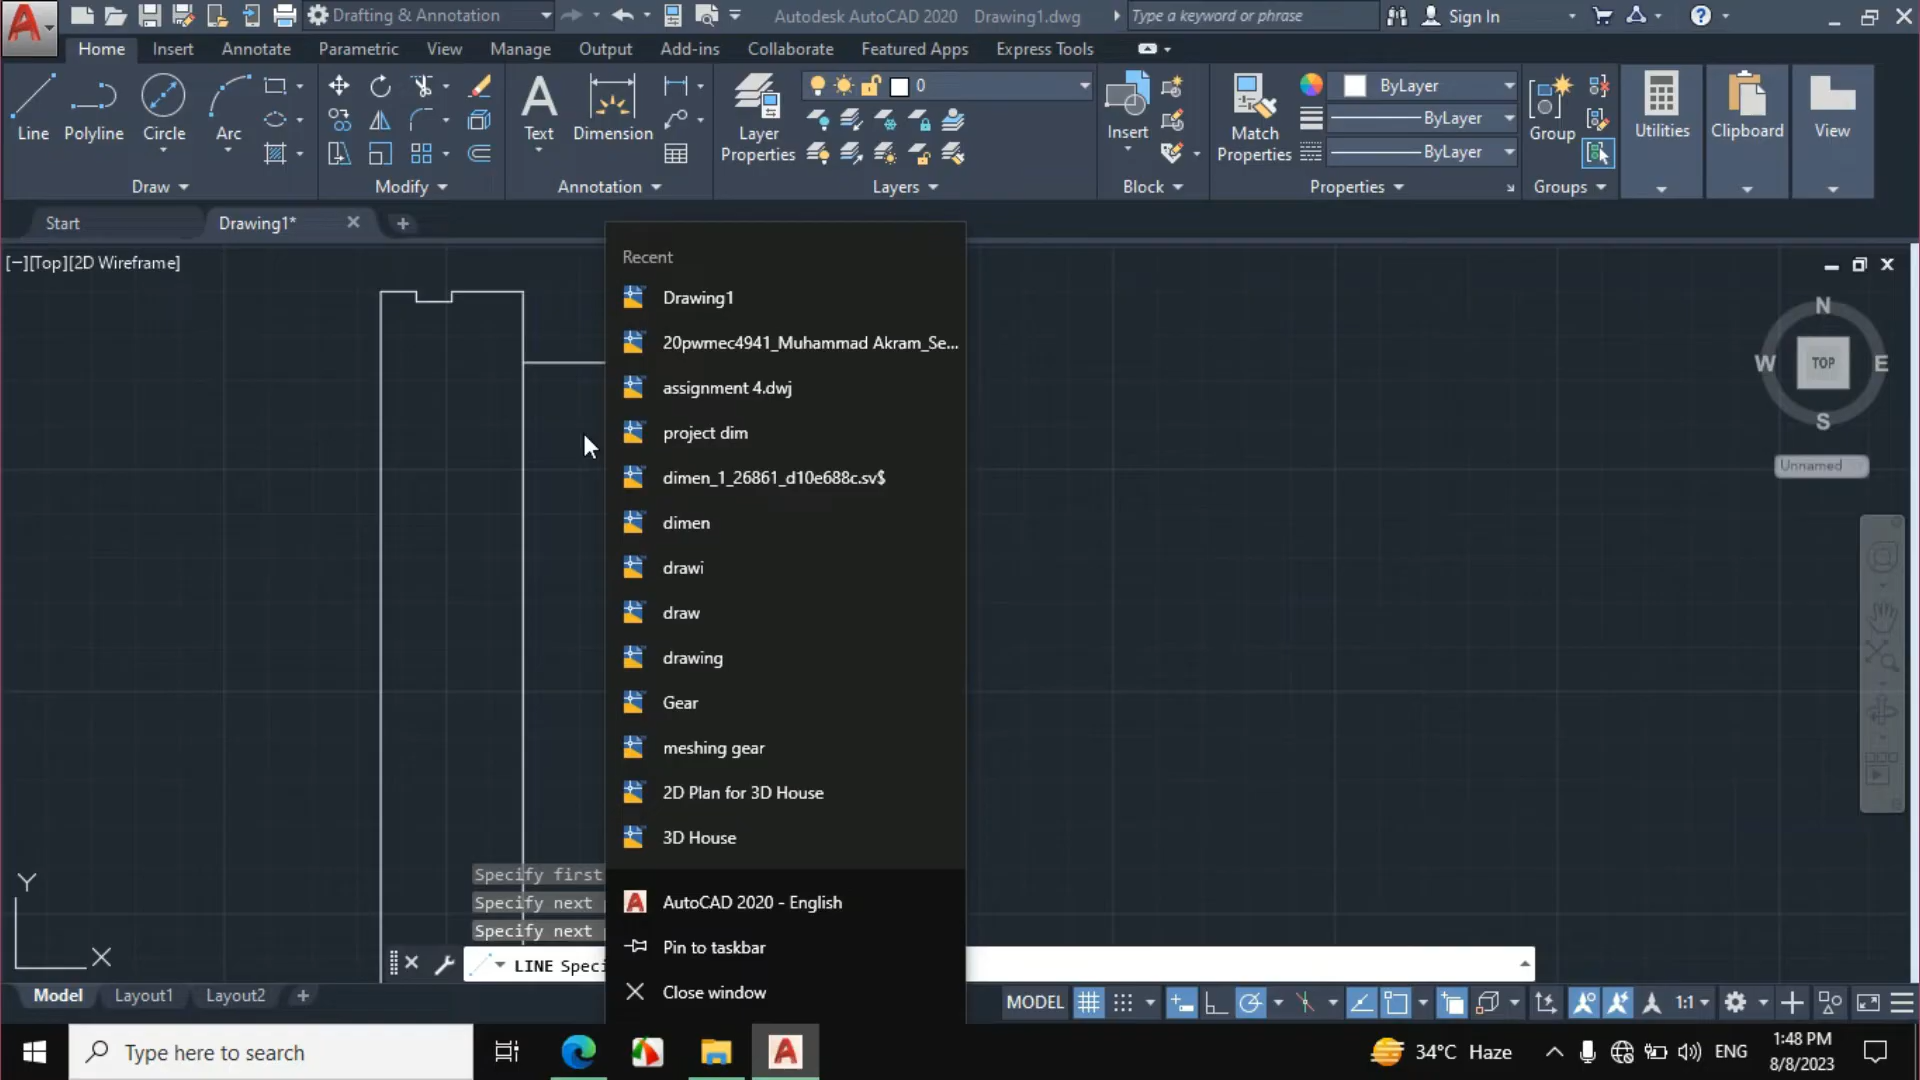 Drafting & Annotation
Autodesk AutoCAD 2020 Drawing1.dwg
Type a keyword or phrase
Sign In
Home Insert Annotate Parametric View Manage Output Add-ins Collaborate Featured Apps Express Tools
0
ByLayer
ByLayer
ByLayer
Line Polyline Circle Arc
Text Dimension
Layer
Properties
Insert
Match
Properties
Group
Utilities Clipboard View
Draw Modify Annotation Layers Block Properties Groups
Start Drawing1*
[−][Top][2D Wireframe]
Recent
Drawing1
20pwmec4941_Muhammad Akram_Se...
assignment 4.dwj
project dim
dimen_1_26861_d10e688c.sv$
dimen
drawi
draw
drawing
Gear
meshing gear
2D Plan for 3D House
3D House
AutoCAD 2020 - English
Pin to taskbar
Close window
N
W TOP E
S
Unnamed
Y
X
Specify first
Specify next
Specify next
LINE Speci
Model Layout1 Layout2
MODEL
1:1
Type here to search
34°C Haze
ENG
1:48 PM
8/8/2023